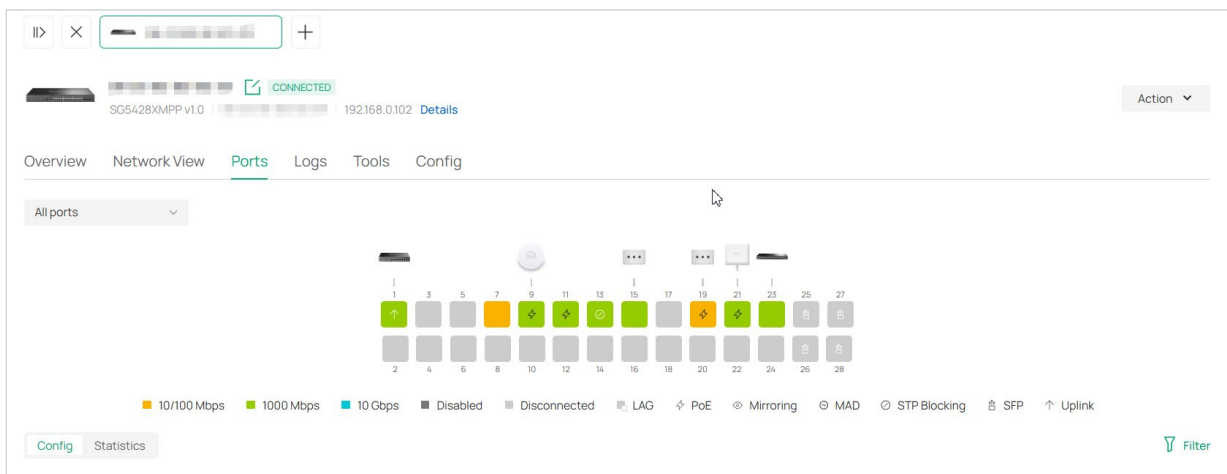 CONNECTED
SG5428XMPP v1.0 192.168.0.102 Details
Action
Overview Network View Ports Logs Tools Config
All ports
1 3 5 7 9 11 13 15 17 19 21 23 25 27
2 4 6 8 10 12 14 16 18 20 22 24 26 28
10/100 Mbps 1000 Mbps 10 Gbps Disabled Disconnected LAG PoE Mirroring MAD STP Blocking SFP Uplink
Config Statistics Filter